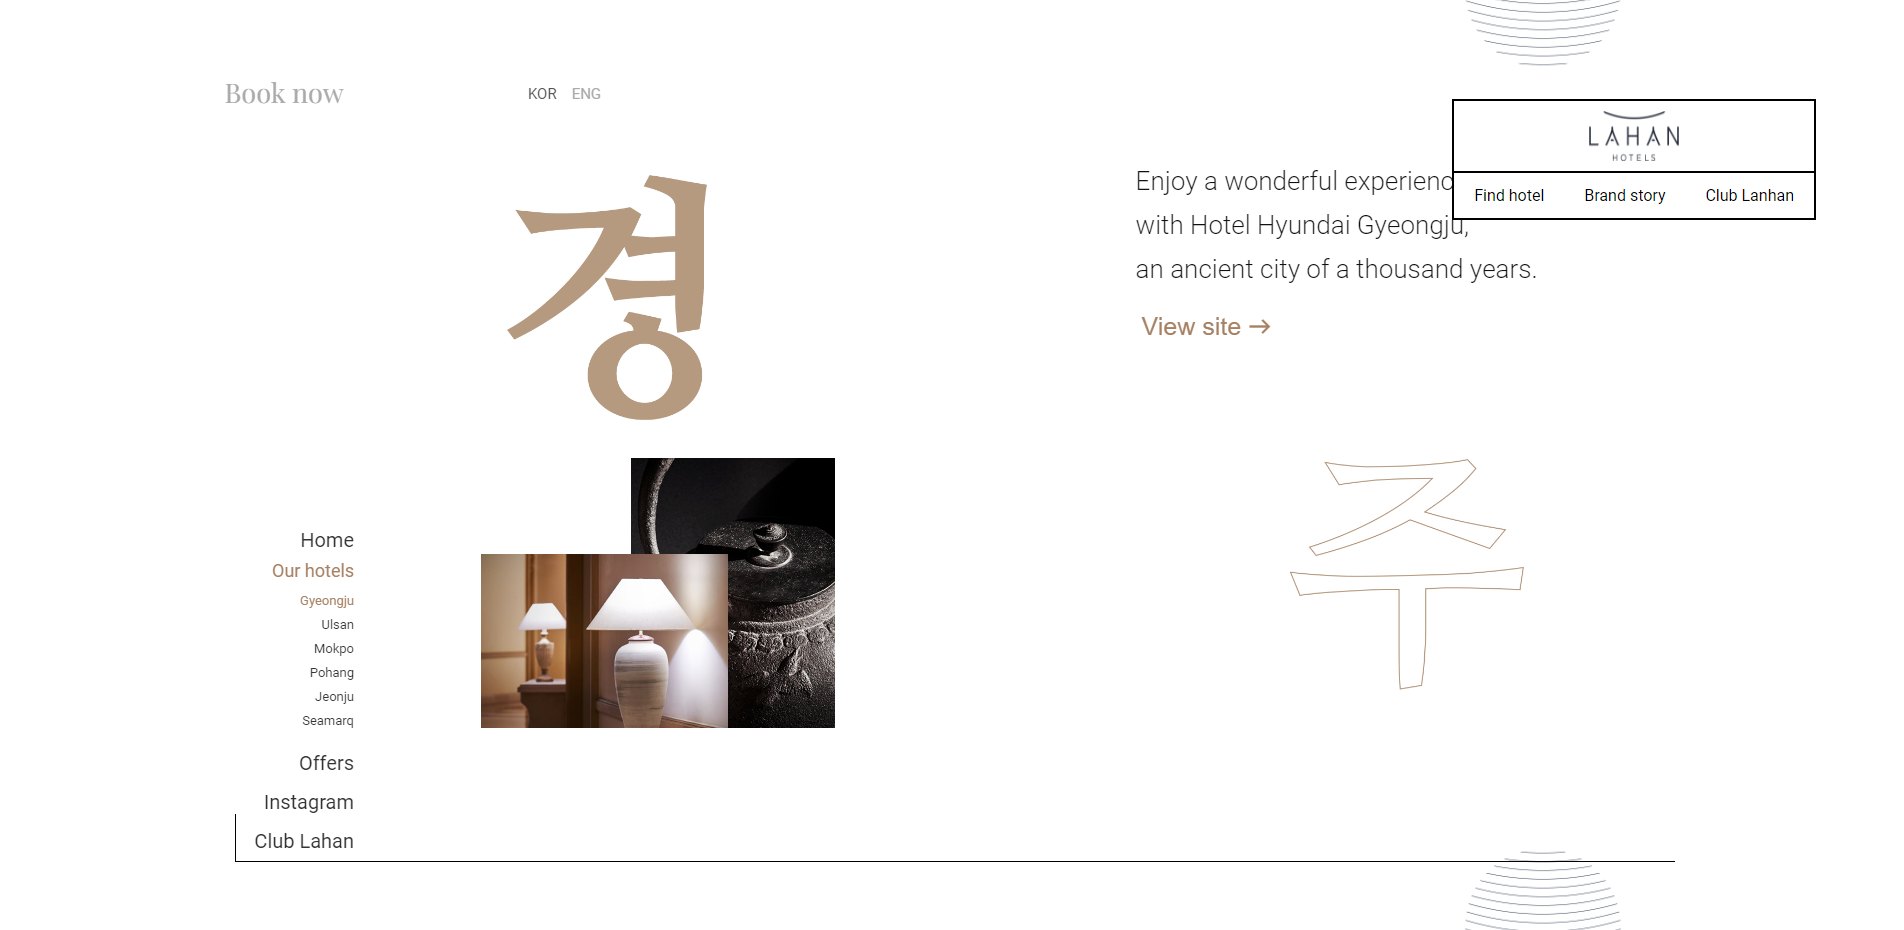 Book now
KOR ENG
LAHAN
HOTELS
Find hotel Brand story Club Lanhan
경
Enjoy a wonderful experienc
with Hotel Hyundai Gyeongju,
an ancient city of a thousand years.
View site →
주
Home
Our hotels
Gyeongju
Ulsan
Mokpo
Pohang
Jeonju
Seamarq
Offers
Instagram
Club Lahan